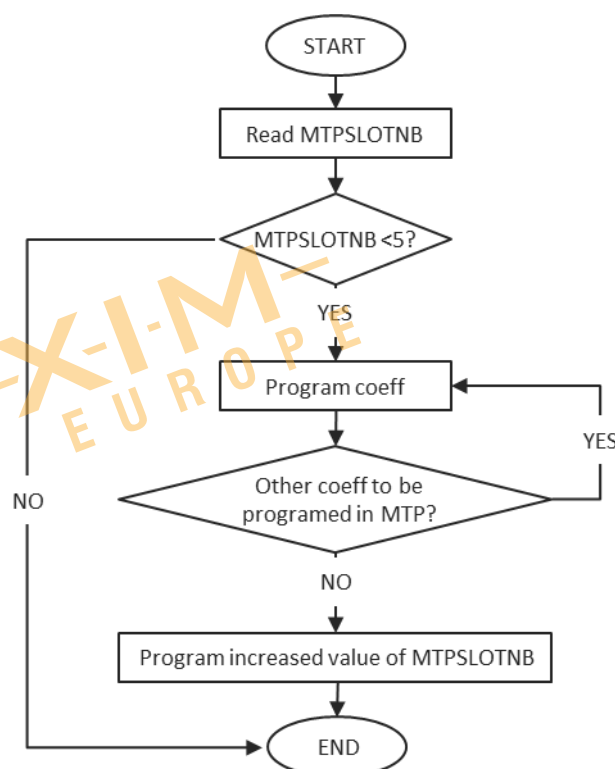 START
Read MTPSLOTNB
MTPSLOTNB <5?
YES
X-I-M
EUROPE
Program coeff
YES
Other coeff to be
programed in MTP?
NO
NO
Program increased value of MTPSLOTNB
END